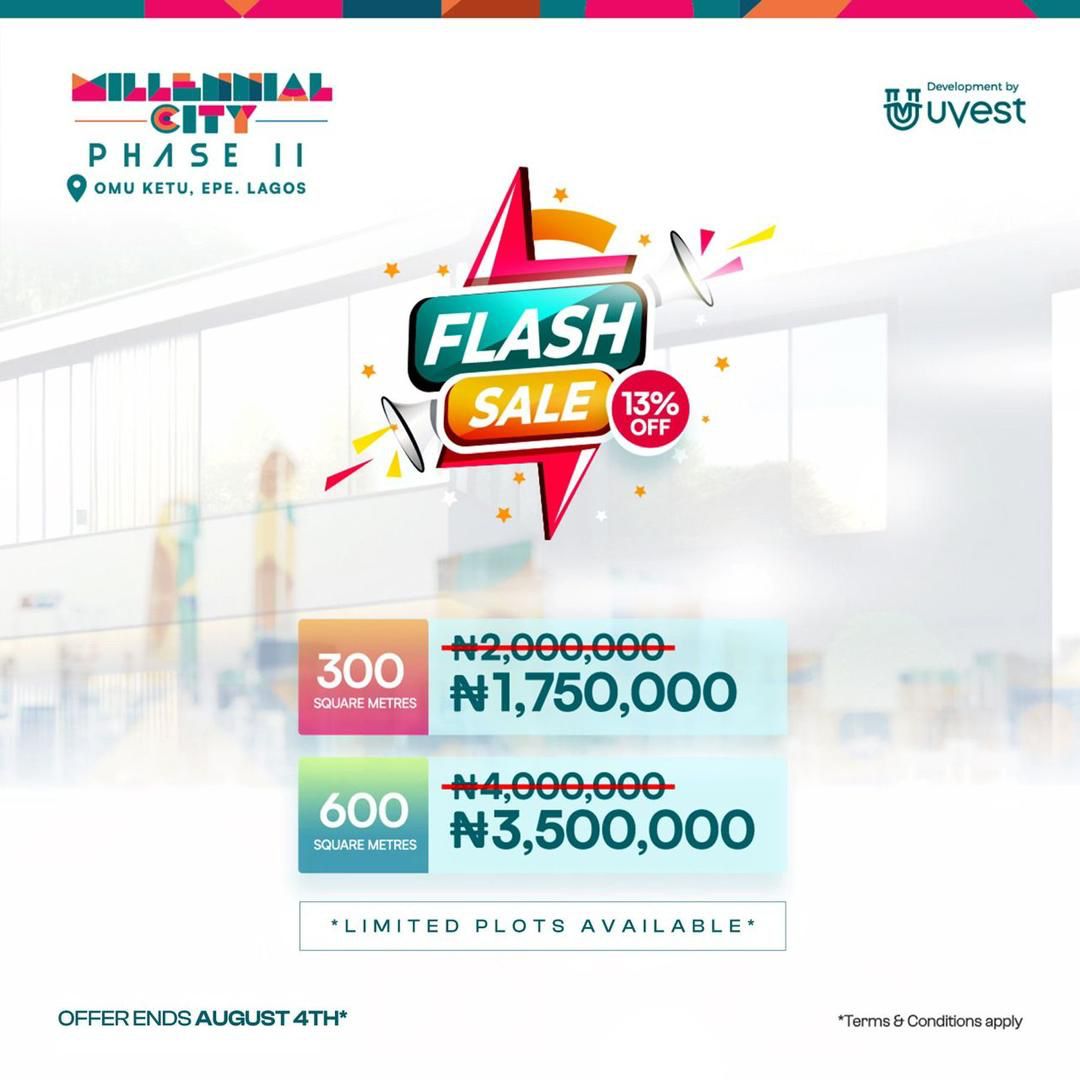 MILLENNIAL
CITY
PHASE II
OMU KETU, EPE. LAGOS
Development by
uvest
FLASH
SALE
13%
OFF
300
SQUARE METRES
₦2,000,000
₦1,750,000
600
SQUARE METRES
₦4,000,000
₦3,500,000
*LIMITED PLOTS AVAILABLE*
OFFER ENDS AUGUST 4TH*
*Terms & Conditions apply